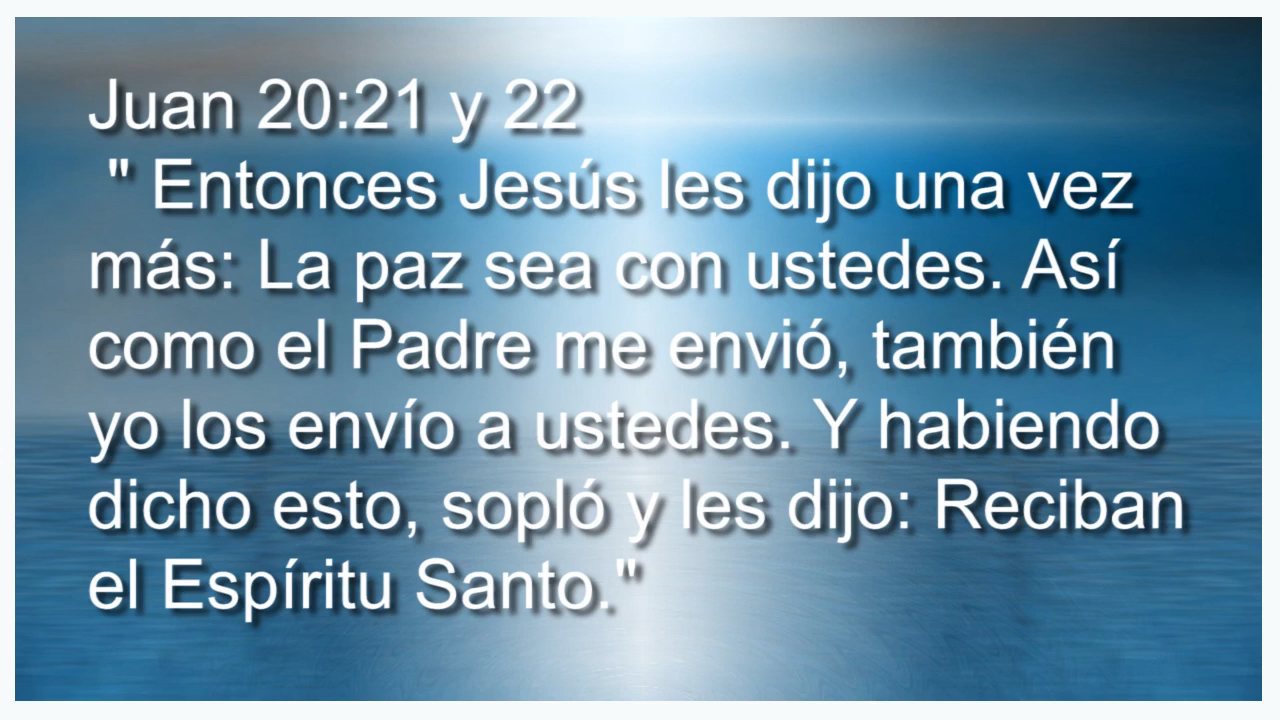 Juan 20:21 y 22
" Entonces Jesús les dijo una vez
más: La paz sea con ustedes. Así
como el Padre me envió, también
yo los envío a ustedes. Y habiendo
dicho esto, sopló y les dijo: Reciban
el Espíritu Santo."